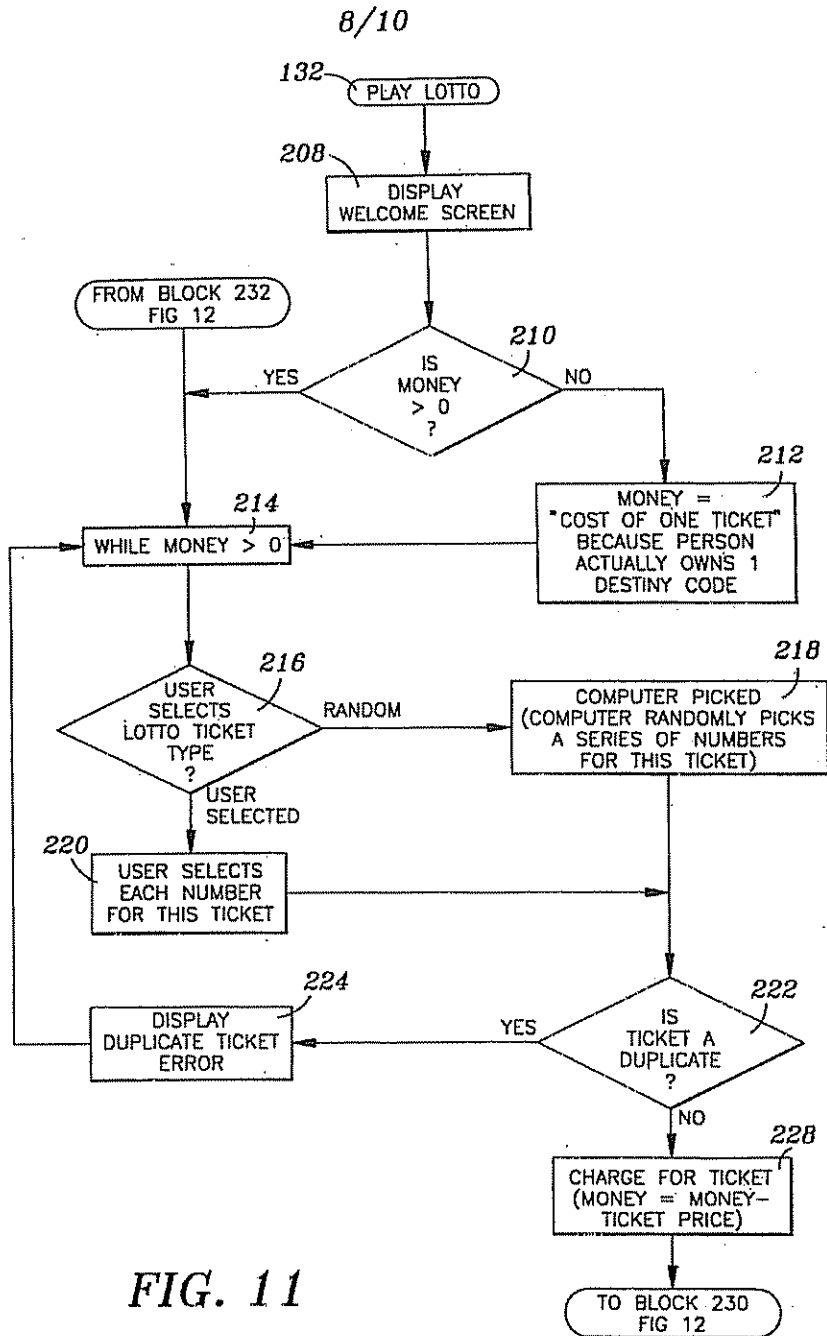 8/10
132
PLAY LOTTO
208
DISPLAY
WELCOME SCREEN
FROM BLOCK 232
FIG 12
210
IS
MONEY
> 0
?
YES
NO
212
MONEY =
"COST OF ONE TICKET"
BECAUSE PERSON
ACTUALLY OWNS 1
DESTINY CODE
214
WHILE MONEY > 0
216
USER
SELECTS
LOTTO TICKET
TYPE
?
RANDOM
USER
SELECTED
218
COMPUTER PICKED
(COMPUTER RANDOMLY PICKS
A SERIES OF NUMBERS
FOR THIS TICKET)
220
USER SELECTS
EACH NUMBER
FOR THIS TICKET
222
IS
TICKET A
DUPLICATE
?
YES
NO
224
DISPLAY
DUPLICATE TICKET
ERROR
228
CHARGE FOR TICKET
(MONEY = MONEY–
TICKET PRICE)
TO BLOCK 230
FIG 12
FIG. 11